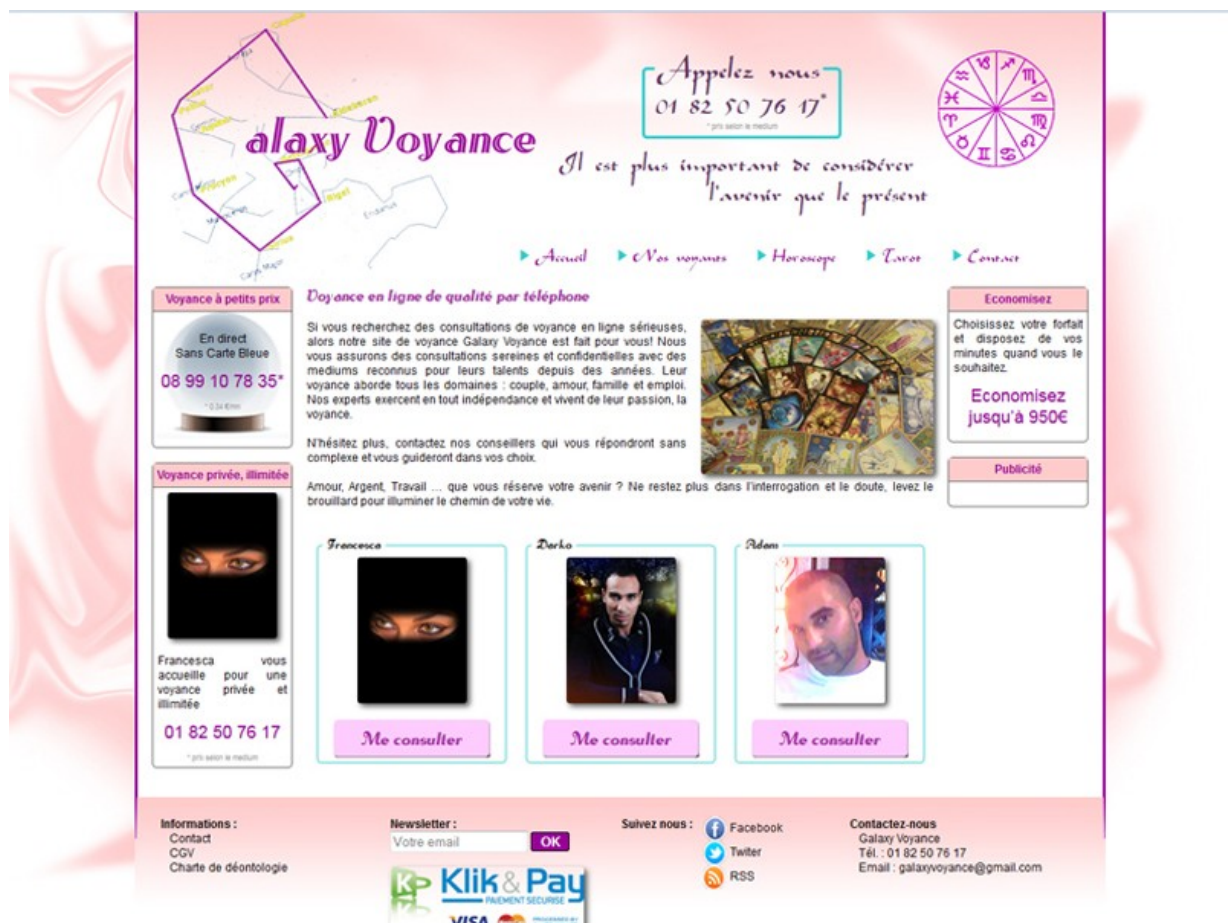 Capella
Aldebaran
Pollux
Procyon
Rigel
Eridanus
Canis Major
alaxy Voyance
Appelez nous
01 82 50 76 17*
* prix selon le medium
Il est plus important de considérer
l'avenir que le présent
Accueil
Nos voyants
Horoscope
Tarot
Contact
Voyance à petits prix
En direct
Sans Carte Bleue
08 99 10 78 35*
* 0.34 €/min
Voyance privée, illimitée
Francesca vous
accueille pour une
voyance privée et
illimitée
01 82 50 76 17
* prix selon le medium
Voyance en ligne de qualité par téléphone
Si vous recherchez des consultations de voyance en ligne sérieuses,
alors notre site de voyance Galaxy Voyance est fait pour vous! Nous
vous assurons des consultations sereines et confidentielles avec des
mediums reconnus pour leurs talents depuis des années. Leur
voyance aborde tous les domaines : couple, amour, famille et emploi.
Nos experts exercent en tout indépendance et vivent de leur passion, la
voyance.
N'hésitez plus, contactez nos conseillers qui vous répondront sans
complexe et vous guideront dans vos choix.
Amour, Argent, Travail ... que vous réserve votre avenir ? Ne restez plus dans l'interrogation et le doute, levez le
brouillard pour illuminer le chemin de votre vie.
Francesca
Me consulter
Darko
Me consulter
Adam
Me consulter
Economisez
Choisissez votre forfait
et disposez de vos
minutes quand vous le
souhaitez.
Economisez
jusqu'à 950€
Publicité
Informations :
Contact
CGV
Charte de déontologie
Newsletter :
Votre email
OK
Klik & Pay
PAIEMENT SECURISE
VISA
Suivez nous :
Facebook
Twiter
RSS
Contactez-nous
Galaxy Voyance
Tél. : 01 82 50 76 17
Email : galaxyvoyance@gmail.com